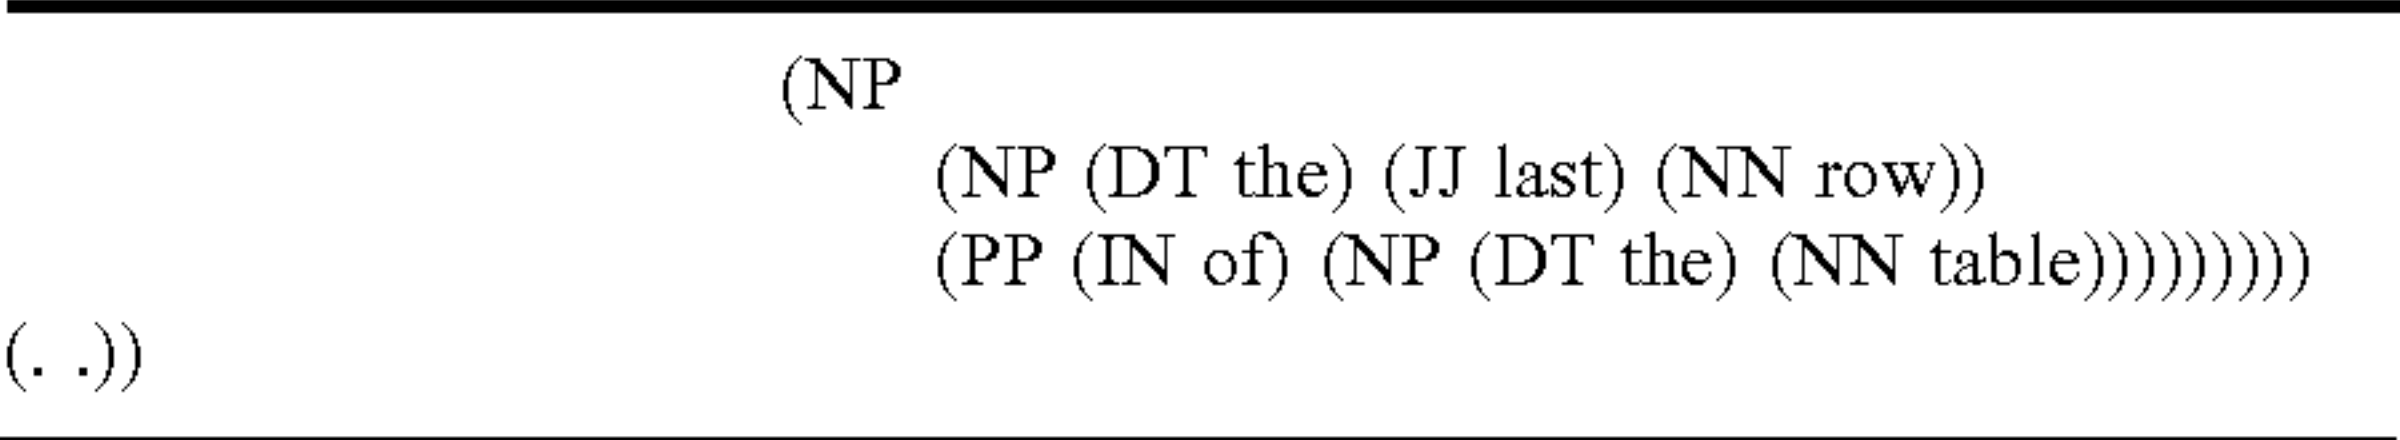 (NP
(NP (DT the) (JJ last) (NN row))
(PP (IN of) (NP (DT the) (NN table)))))))))
(. .))